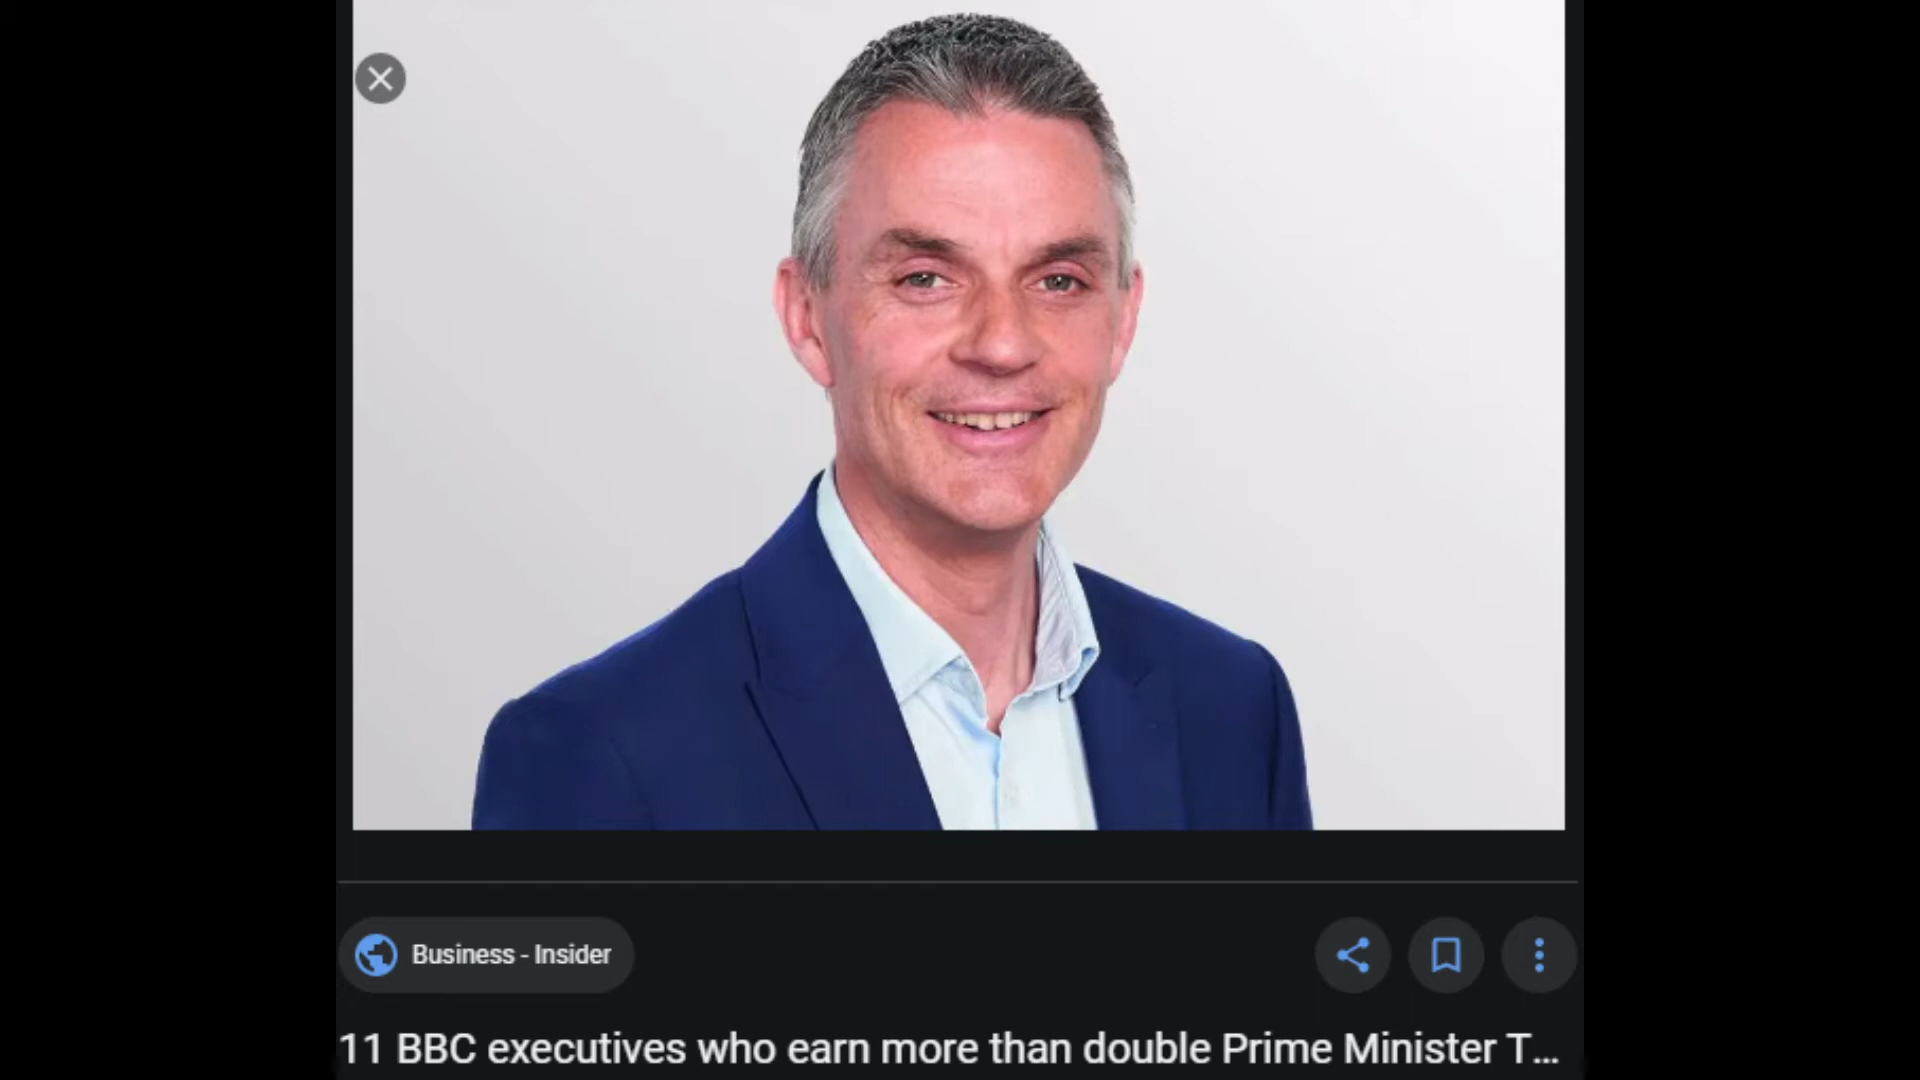 Business - Insider
11 BBC executives who earn more than double Prime Minister T...